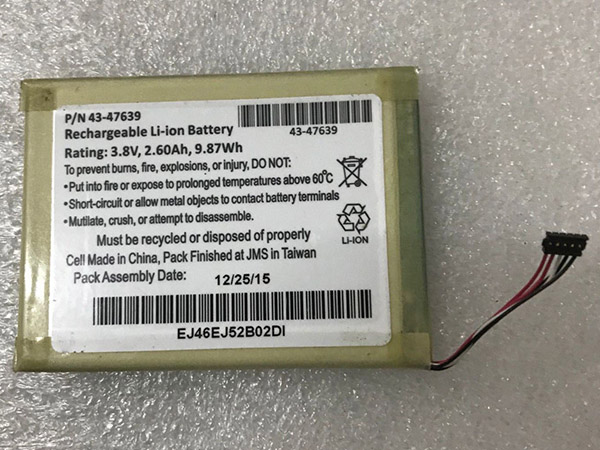 P/N 43-47639
Rechargeable Li-ion Battery
43-47639
Rating: 3.8V, 2.60Ah, 9.87Wh
To prevent burns, fire, explosions, or injury, DO NOT:
•Put into fire or expose to prolonged temperatures above 60°C
•Short-circuit or allow metal objects to contact battery terminals
•Mutilate, crush, or attempt to disassemble.
LI-ION
Must be recycled or disposed of properly
Cell Made in China, Pack Finished at JMS in Taiwan
Pack Assembly Date: 12/25/15
EJ46EJ52B02DI